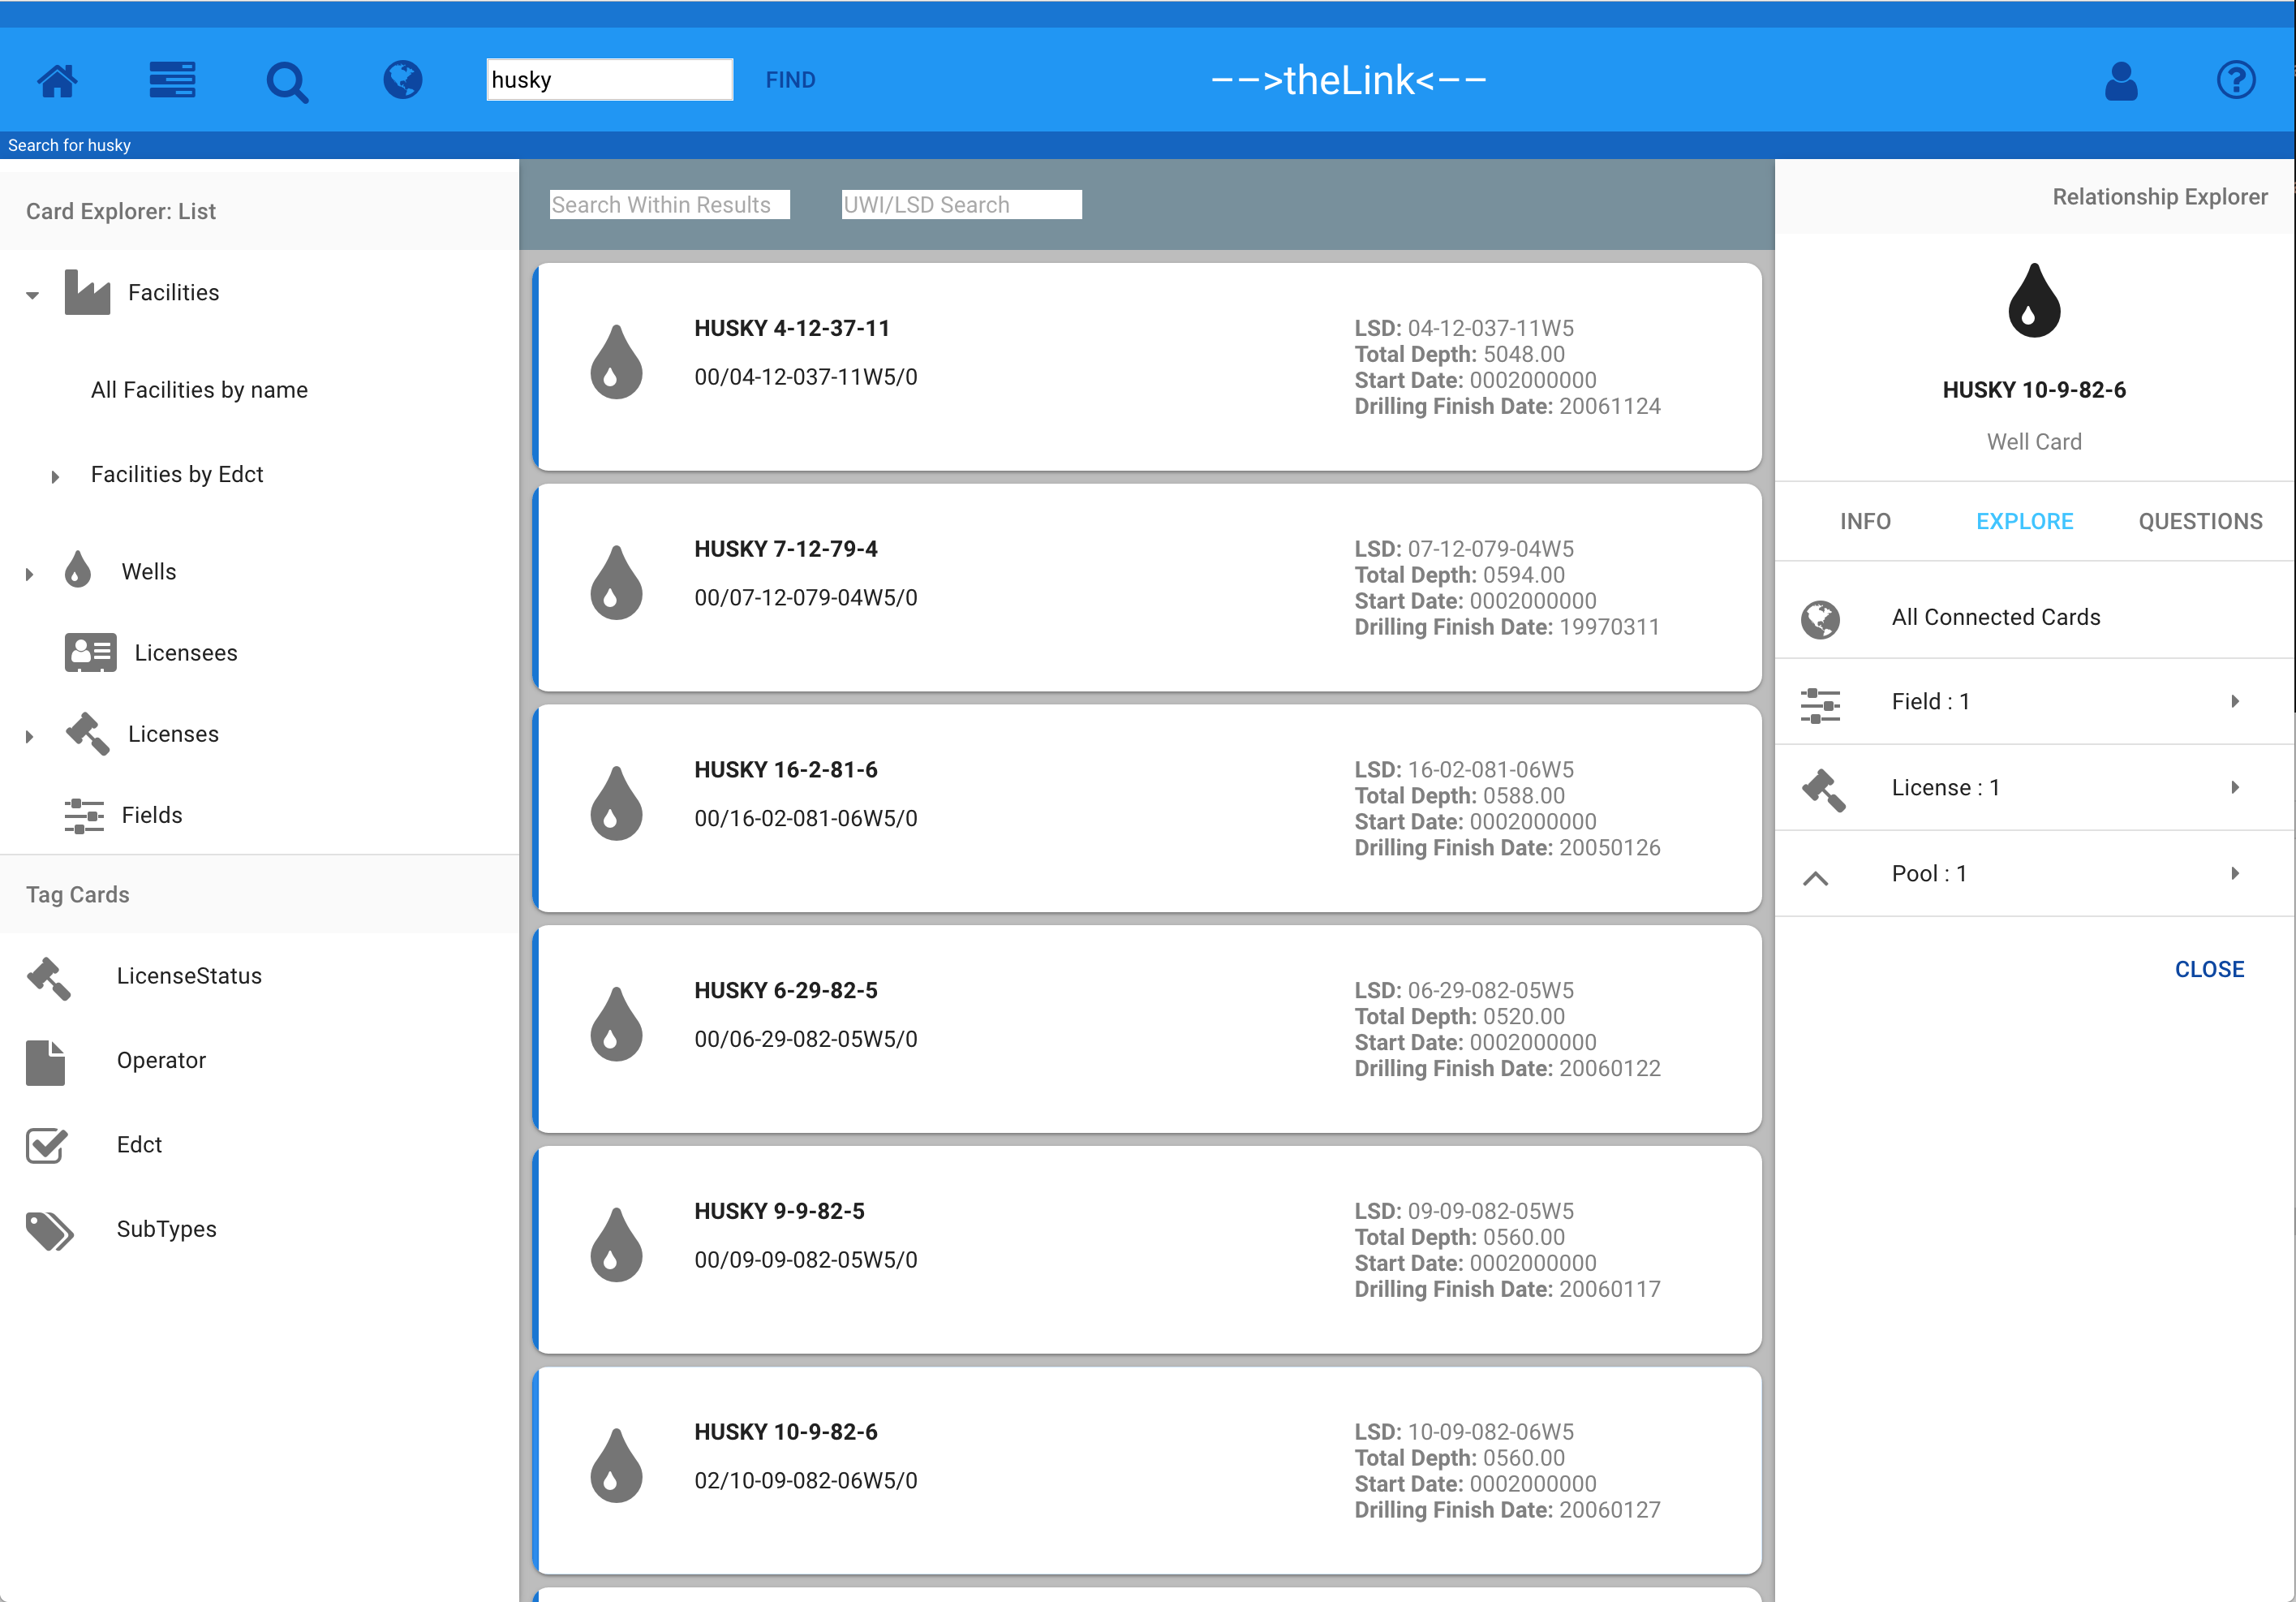 husky
FIND
-->theLink<--
Search for husky
Card Explorer: List
Facilities
All Facilities by name
Facilities by Edct
Wells
Licensees
Licenses
Fields
Tag Cards
LicenseStatus
Operator
Edct
SubTypes
Search Within Results
UWI/LSD Search
HUSKY 4-12-37-11
00/04-12-037-11W5/0
LSD: 04-12-037-11W5
Total Depth: 5048.00
Start Date: 0002000000
Drilling Finish Date: 20061124
HUSKY 7-12-79-4
00/07-12-079-04W5/0
LSD: 07-12-079-04W5
Total Depth: 0594.00
Start Date: 0002000000
Drilling Finish Date: 19970311
HUSKY 16-2-81-6
00/16-02-081-06W5/0
LSD: 16-02-081-06W5
Total Depth: 0588.00
Start Date: 0002000000
Drilling Finish Date: 20050126
HUSKY 6-29-82-5
00/06-29-082-05W5/0
LSD: 06-29-082-05W5
Total Depth: 0520.00
Start Date: 0002000000
Drilling Finish Date: 20060122
HUSKY 9-9-82-5
00/09-09-082-05W5/0
LSD: 09-09-082-05W5
Total Depth: 0560.00
Start Date: 0002000000
Drilling Finish Date: 20060117
HUSKY 10-9-82-6
02/10-09-082-06W5/0
LSD: 10-09-082-06W5
Total Depth: 0560.00
Start Date: 0002000000
Drilling Finish Date: 20060127
Relationship Explorer
HUSKY 10-9-82-6
Well Card
INFO EXPLORE QUESTIONS
All Connected Cards
Field : 1
License : 1
Pool : 1
CLOSE